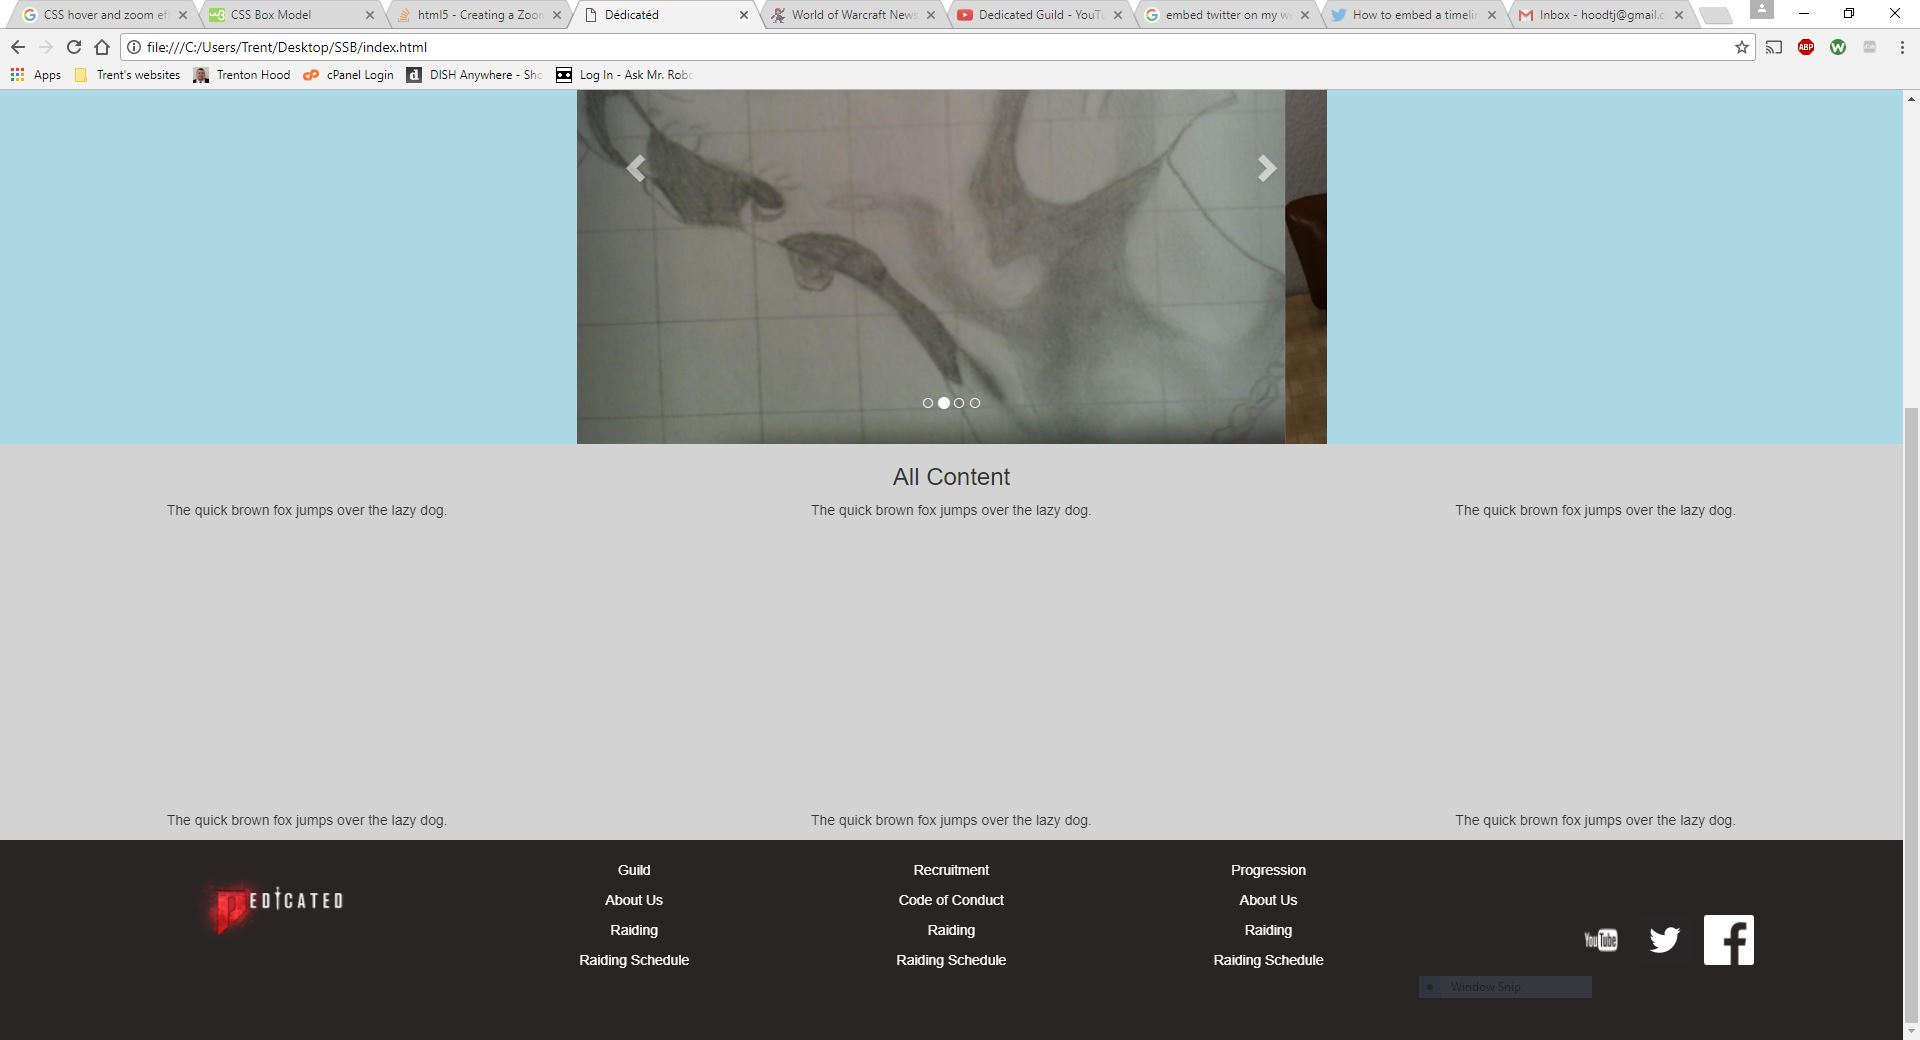 CSS hover and zoom ef
CSS Box Model
html5 - Creating a Zoon
Dédicatéd
World of Warcraft News
Dedicated Guild - YouTu
embed twitter on my w
How to embed a timelin
Inbox - hoodtj@gmail.c
file:///C:/Users/Trent/Desktop/SSB/index.html
ABP
Apps
Trent's websites
Trenton Hood
cPanel Login
DISH Anywhere - Sho
Log In - Ask Mr. Robo
All Content
The quick brown fox jumps over the lazy dog.
The quick brown fox jumps over the lazy dog.
The quick brown fox jumps over the lazy dog.
The quick brown fox jumps over the lazy dog.
The quick brown fox jumps over the lazy dog.
The quick brown fox jumps over the lazy dog.
DEDICATED
Guild
About Us
Raiding
Raiding Schedule
Recruitment
Code of Conduct
Raiding
Raiding Schedule
Progression
About Us
Raiding
Raiding Schedule
YouTube
Window Snip